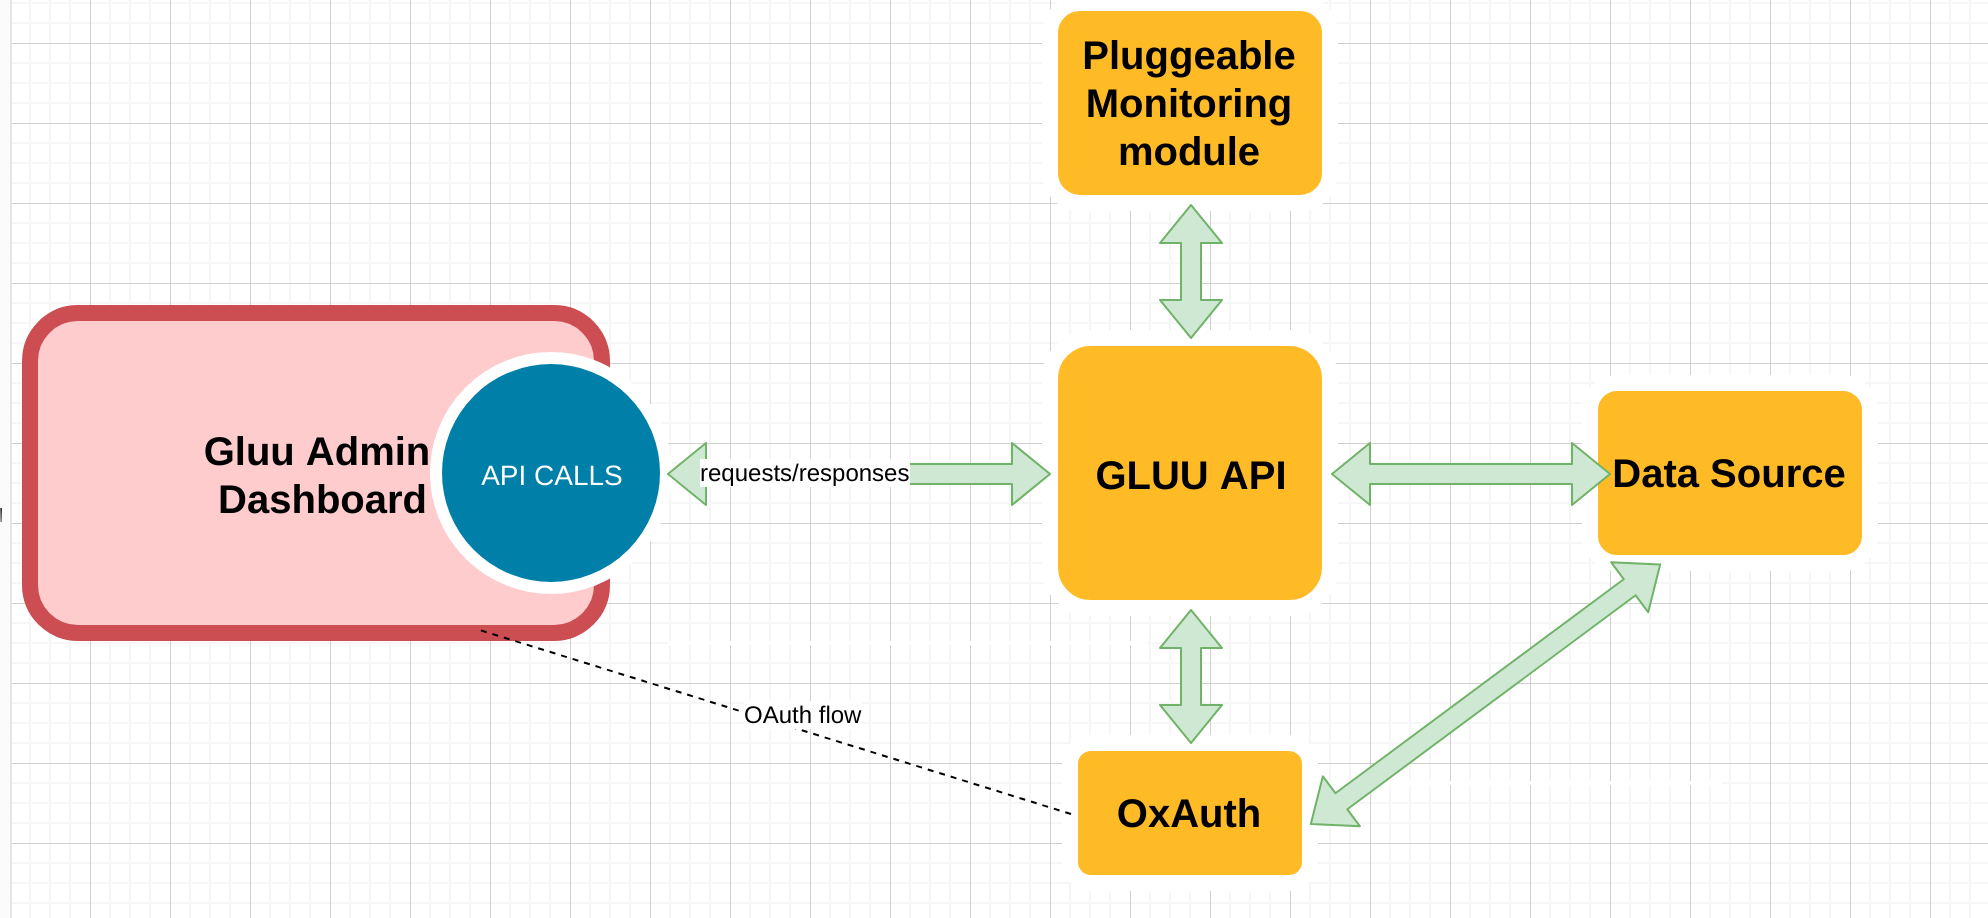 Pluggeable
Monitoring
module
Gluu Admin
Dashboard
API CALLS
requests/responses
GLUU API
Data Source
OAuth flow
OxAuth